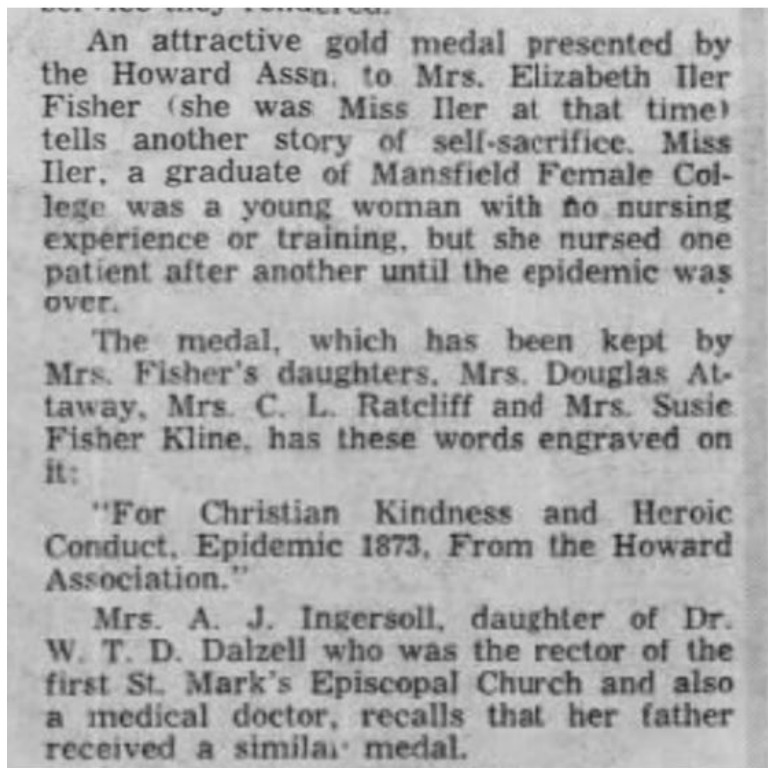 service they rendered.
An attractive gold medal presented by
the Howard Assn. to Mrs. Elizabeth Iler
Fisher (she was Miss Iler at that time)
tells another story of self-sacrifice. Miss
Iler, a graduate of Mansfield Female Col-
lege was a young woman with no nursing
experience or training, but she nursed one
patient after another until the epidemic was
over.
The medal, which has been kept by
Mrs. Fisher's daughters, Mrs. Douglas At-
taway, Mrs. C. L. Ratcliff and Mrs. Susie
Fisher Kline, has these words engraved on
it:
"For Christian Kindness and Heroic
Conduct, Epidemic 1873, From the Howard
Association."
Mrs. A. J. Ingersoll, daughter of Dr.
W. T. D. Dalzell who was the rector of the
first St. Mark's Episcopal Church and also
a medical doctor, recalls that her father
received a similar medal.